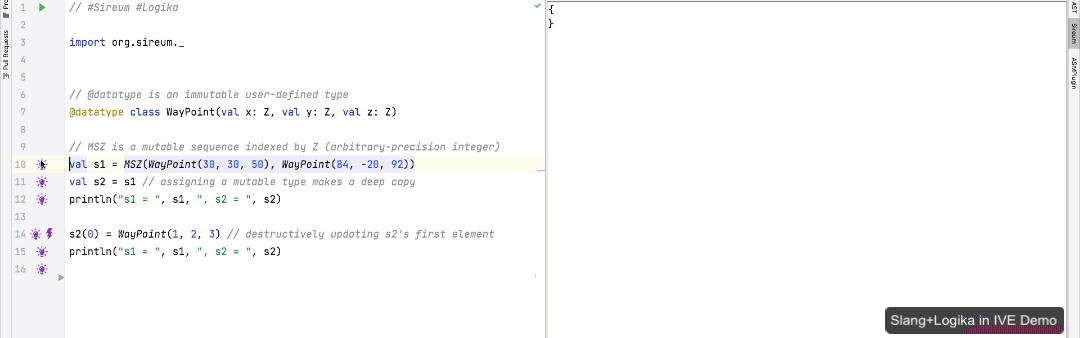 1 // #Sireum #Logika
2
3 import org.sireum._
4
5
6 // @datatype is an immutable user-defined type
7 @datatype class WayPoint(val x: Z, val y: Z, val z: Z)
8
9 // MSZ is a mutable sequence indexed by Z (arbitrary-precision integer)
10 val s1 = MSZ(WayPoint(30, 30, 50), WayPoint(84, -20, 92))
11 val s2 = s1 // assigning a mutable type makes a deep copy
12 println("s1 = ", s1, ", s2 = ", s2)
13
14 s2(0) = WayPoint(1, 2, 3) // destructively updating s2's first element
15 println("s1 = ", s1, ", s2 = ", s2)
16
{
}
Pull Requests
AST
Sireum
ASMPlugin
Slang+Logika in IVE Demo